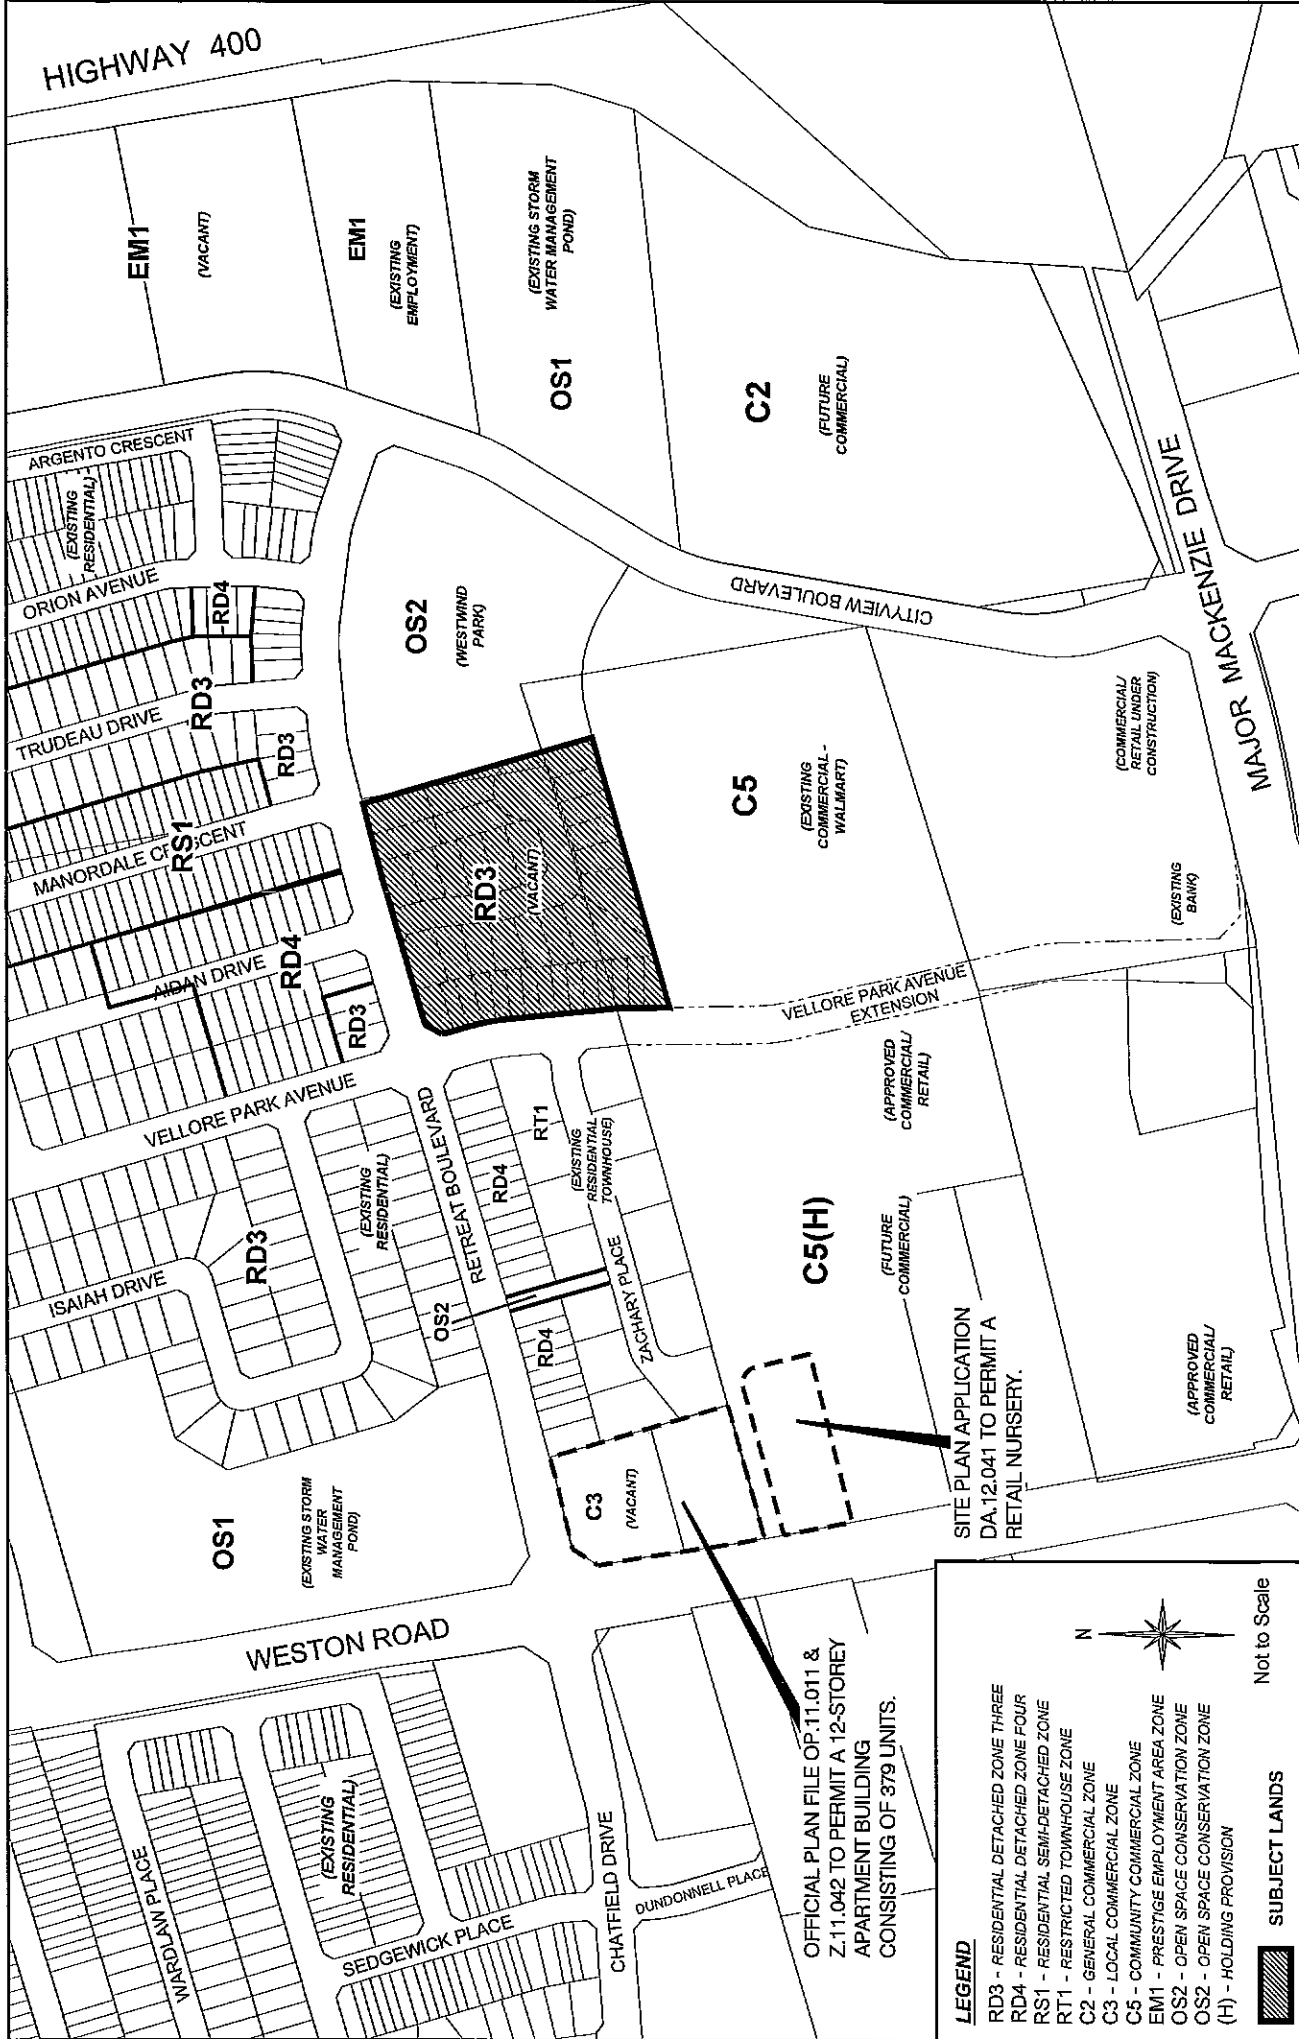 HIGHWAY 400
EM1
(VACANT)
EM1
(EXISTING
EMPLOYMENT)
(EXISTING STORM
WATER MANAGEMENT
POND)
OS1
C2
(FUTURE
COMMERCIAL)
ARGENTO CRESCENT
(EXISTING
RESIDENTIAL)
ORION AVENUE
RD4
TRUDEAU DRIVE
RD3
RD3
MANORDALE CRESCENT
RS1
AIDAN DRIVE
RD4
RD3
VELLORE PARK AVENUE
OS2
(WESTWIND
PARK)
CITYVIEW BOULEVARD
RD3
(VACANT)
C5
(EXISTING
COMMERCIAL-
WALMART)
(COMMERCIAL/
RETAIL UNDER
CONSTRUCTION)
MAJOR MACKENZIE DRIVE
(EXISTING
BANK)
VELLORE PARK AVENUE
EXTENSION
(APPROVED
COMMERCIAL/
RETAIL)
ISAIAH DRIVE
RD3
(EXISTING
RESIDENTIAL)
RETREAT BOULEVARD
RD4
RT1
(EXISTING
RESIDENTIAL
TOWNHOUSE)
OS2
RD4
ZACHARY PLACE
C5(H)
(FUTURE
COMMERCIAL)
(APPROVED
COMMERCIAL/
RETAIL)
OS1
(EXISTING STORM
WATER
MANAGEMENT
POND)
C3
(VACANT)
SITE PLAN APPLICATION
DA.12.041 TO PERMIT A
RETAIL NURSERY.
WESTON ROAD
OFFICIAL PLAN FILE OP.11.011 &
Z.11.042 TO PERMIT A 12-STOREY
APARTMENT BUILDING
CONSISTING OF 379 UNITS.
WARDLAW PLACE
(EXISTING
RESIDENTIAL)
SEDGEWICK PLACE
CHATFIELD DRIVE
DUNDONNELL PLACE
LEGEND
RD3 - RESIDENTIAL DETACHED ZONE THREE
RD4 - RESIDENTIAL DETACHED ZONE FOUR
RS1 - RESIDENTIAL SEMI-DETACHED ZONE
RT1 - RESTRICTED TOWNHOUSE ZONE
C2 - GENERAL COMMERCIAL ZONE
C3 - LOCAL COMMERCIAL ZONE
C5 - COMMUNITY COMMERCIAL ZONE
EM1 - PRESTIGE EMPLOYMENT AREA ZONE
OS2 - OPEN SPACE CONSERVATION ZONE
OS2 - OPEN SPACE CONSERVATION ZONE
(H) - HOLDING PROVISION
N
SUBJECT LANDS
Not to Scale